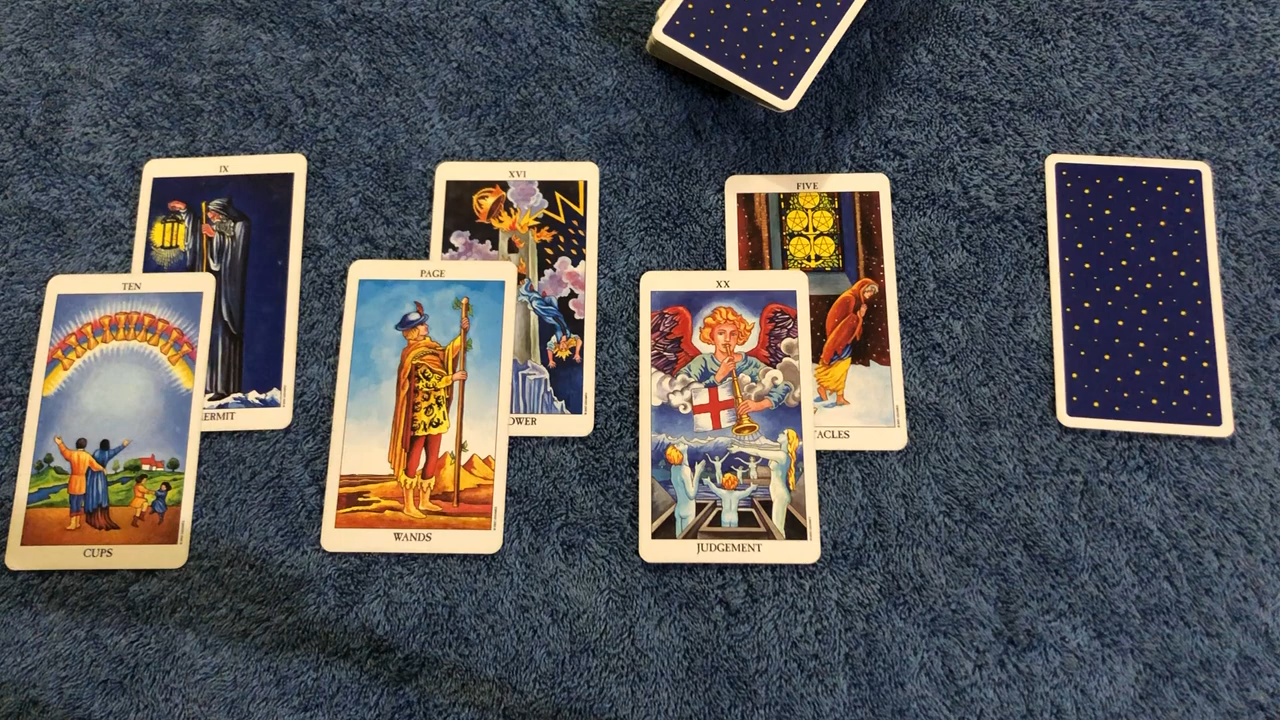 IX
ERMIT
TEN
CUPS
XVI
OWER
PAGE
WANDS
FIVE
TACLES
XX
JUDGEMENT